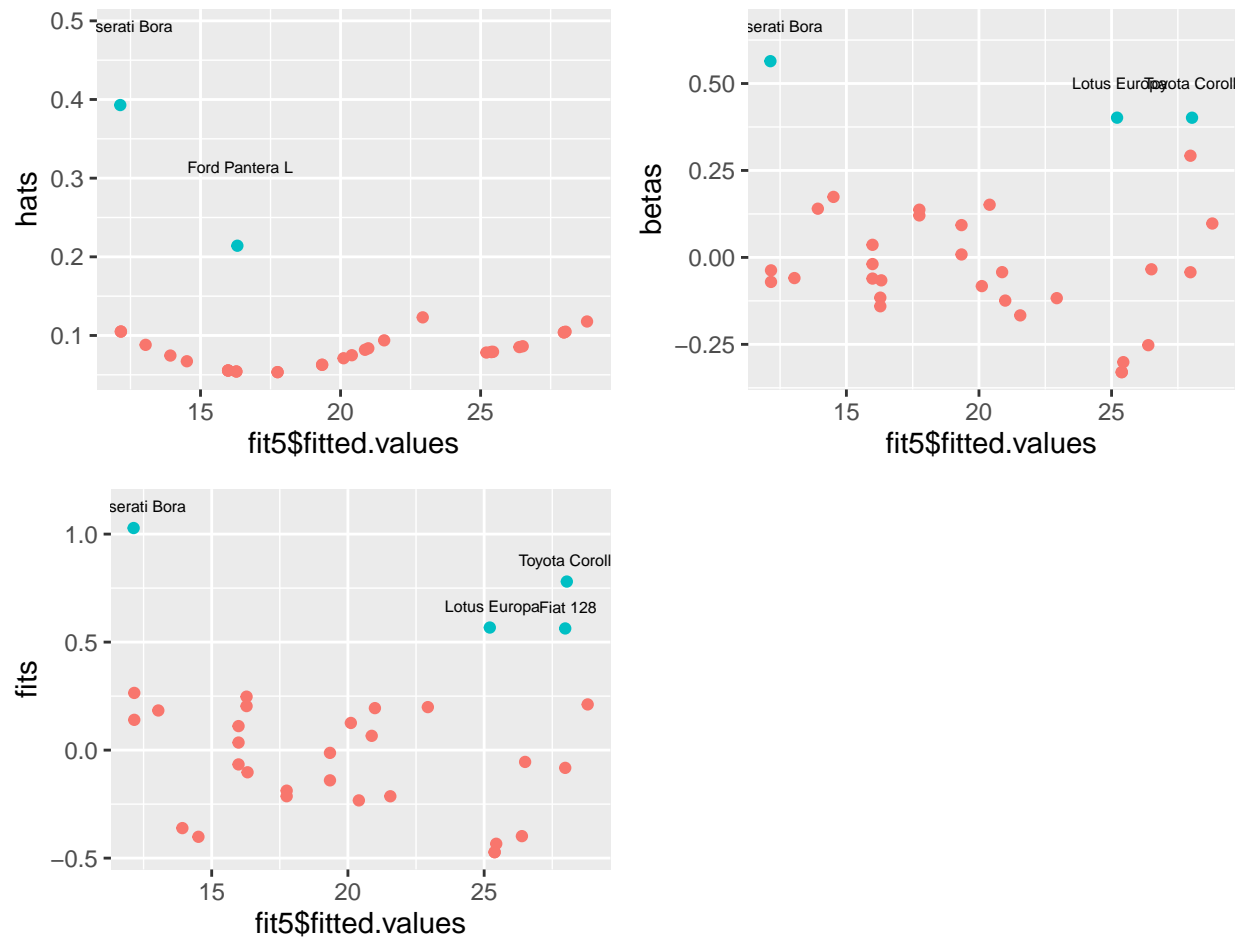 serati Bora
Ford Pantera L
0.5
0.4
0.3
0.2
0.1
hats
15 20 25
fit5$fitted.values
serati Bora
Lotus Europa Toyota Coroll
0.50
0.25
0.00
−0.25
betas
15 20 25
fit5$fitted.values
serati Bora
Toyota Coroll
Lotus Europa Fiat 128
1.0
0.5
0.0
−0.5
fits
15 20 25
fit5$fitted.values